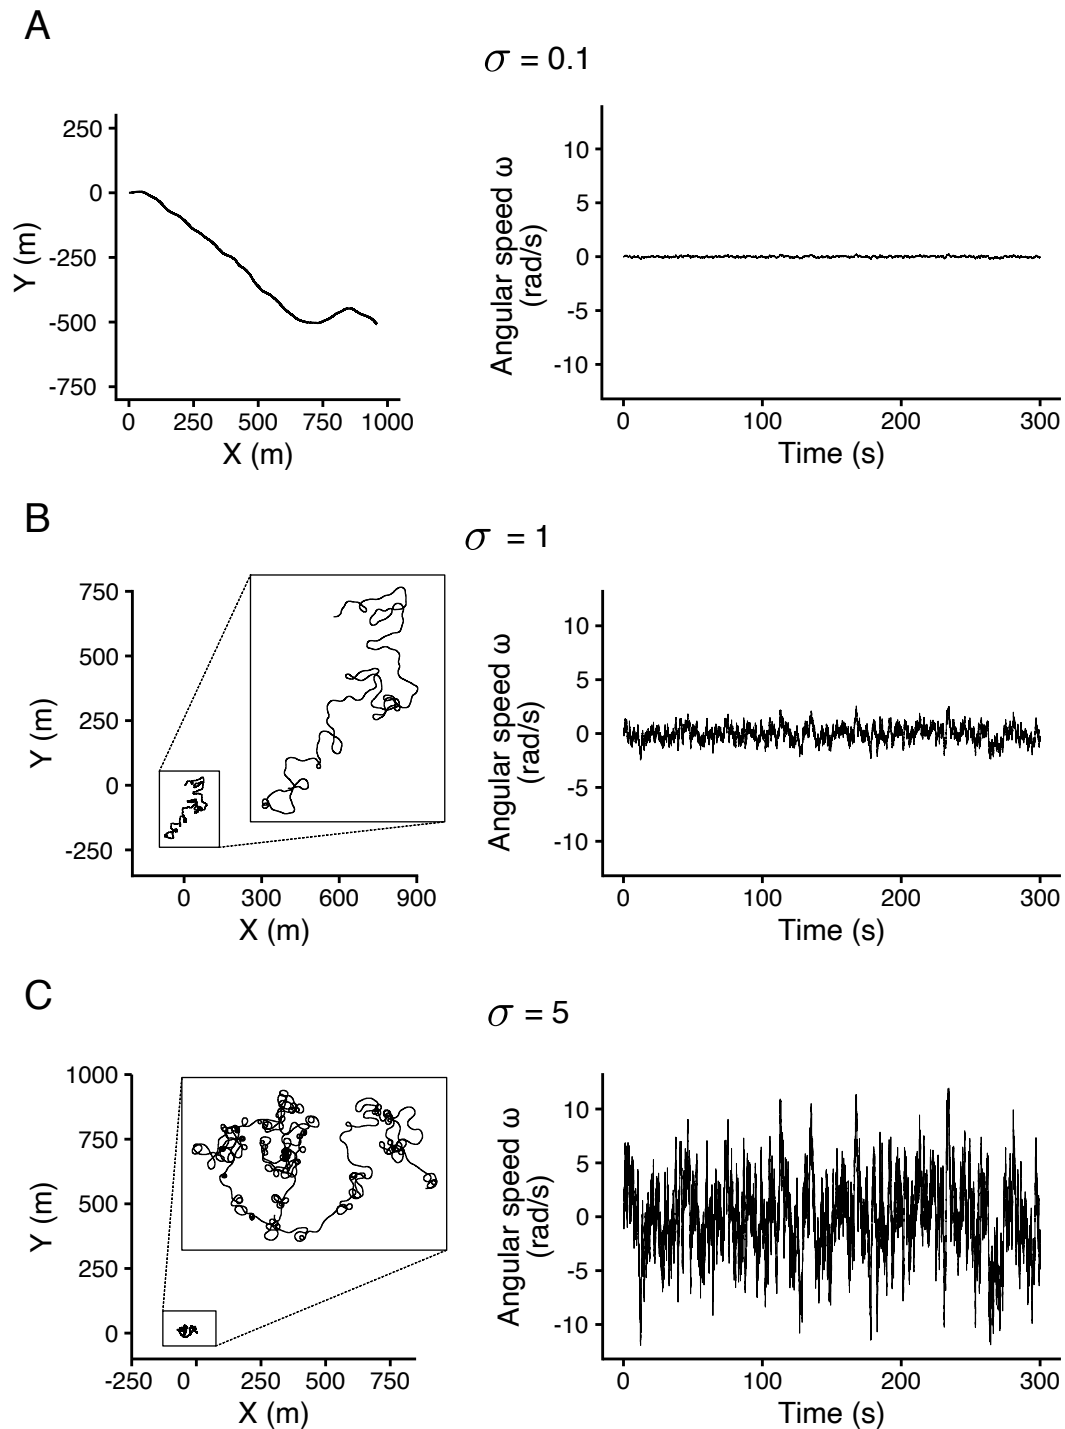 A
σ = 0.1
250
0
-250
-500
-750
Y (m)
0 250 500 750 1000
X (m)
10
5
0
-5
-10
Angular speed ω
(rad/s)
0 100 200 300
Time (s)
B
σ = 1
750
500
250
0
-250
Y (m)
0 300 600 900
X (m)
10
5
0
-5
-10
Angular speed ω
(rad/s)
0 100 200 300
Time (s)
C
σ = 5
1000
750
500
250
0
Y (m)
-250 0 250 500 750
X (m)
10
5
0
-5
-10
Angular speed ω
(rad/s)
0 100 200 300
Time (s)